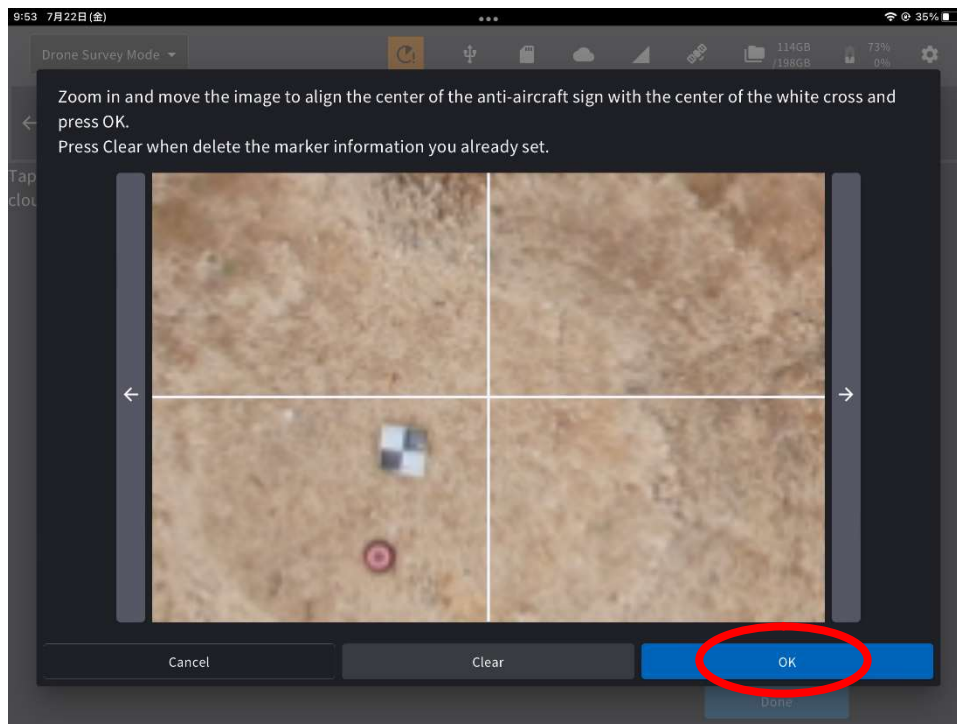 9:53 7月22日(金)
35%
Drone Survey Mode
114GB
/198GB
73%
0%
Zoom in and move the image to align the center of the anti-aircraft sign with the center of the white cross and
press OK.
Press Clear when delete the marker information you already set.
Tap
clou
Cancel
Clear
OK
Done